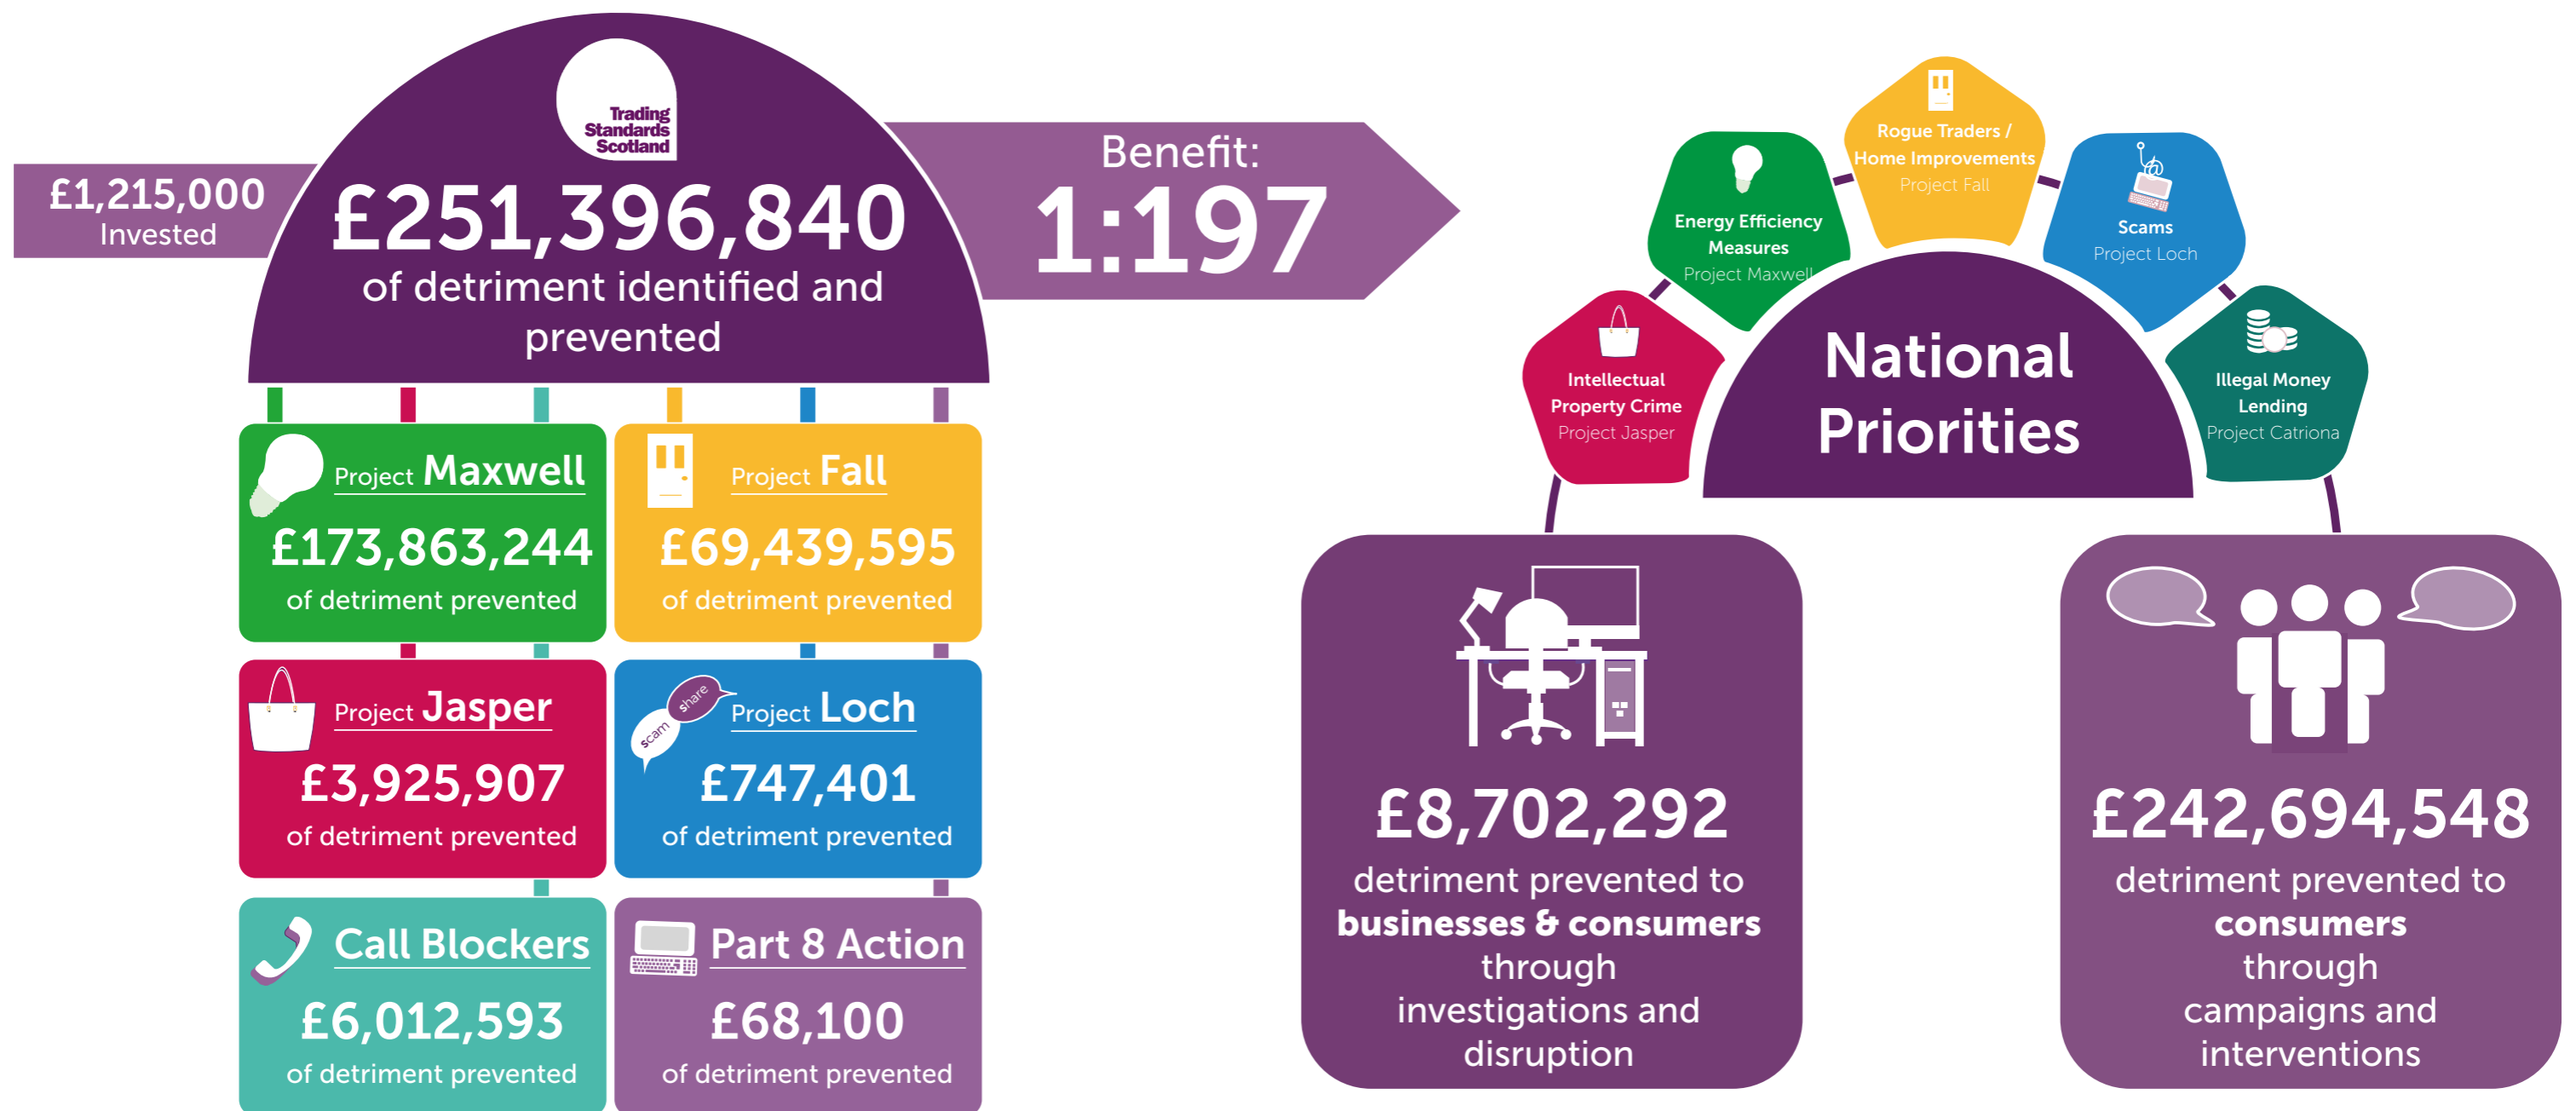 Trading
Standards
Scotland
£1,215,000
Invested
£251,396,840
of detriment identified and
prevented
Benefit:
1:197
Project Maxwell
£173,863,244
of detriment prevented
Project Fall
£69,439,595
of detriment prevented
Project Jasper
£3,925,907
of detriment prevented
scam
share
Project Loch
£747,401
of detriment prevented
Call Blockers
£6,012,593
of detriment prevented
Part 8 Action
£68,100
of detriment prevented
Intellectual
Property Crime
Project Jasper
Energy Efficiency
Measures
Project Maxwell
Rogue Traders /
Home Improvements
Project Fall
@
Scams
Project Loch
Illegal Money
Lending
Project Catriona
National
Priorities
£8,702,292
detriment prevented to
businesses & consumers
through
investigations and
disruption
£242,694,548
detriment prevented to
consumers
through
campaigns and
interventions